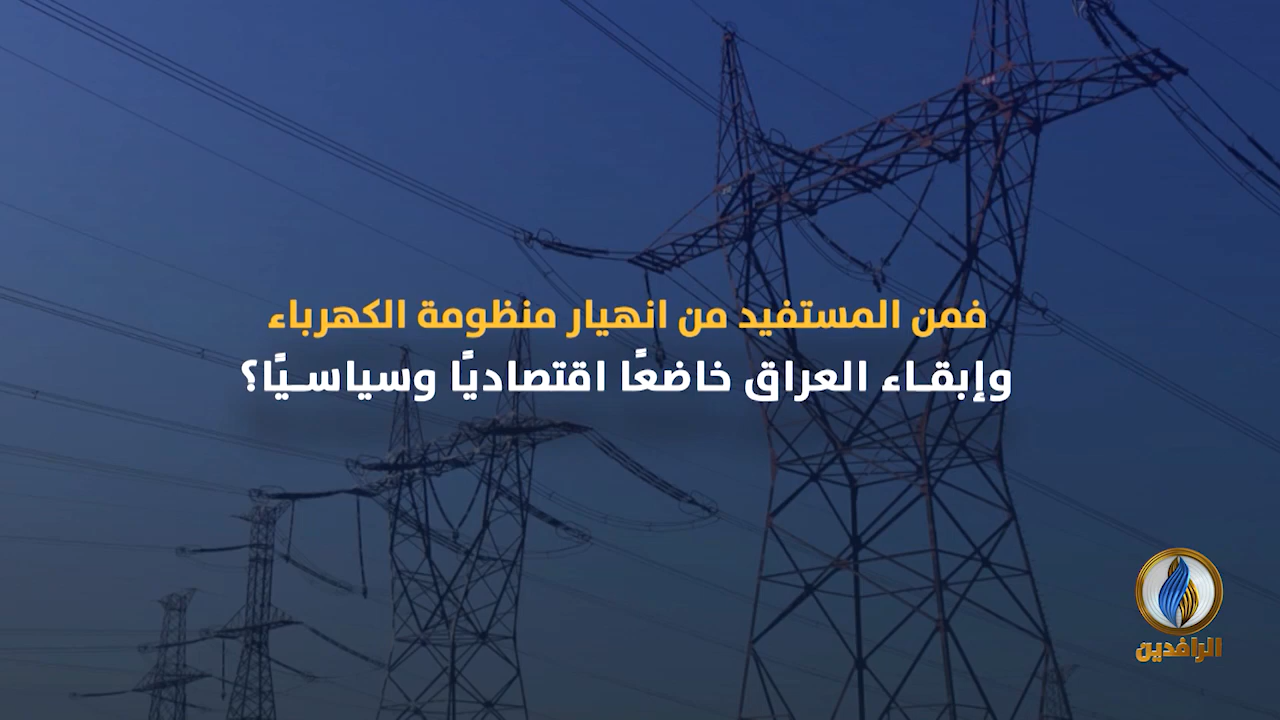 فمن المستفيد من انهيار منظومة الكهرباء
وإبقـاء العراق خاضعًا اقتصاديًا وسياسـيًا؟
الرافدين